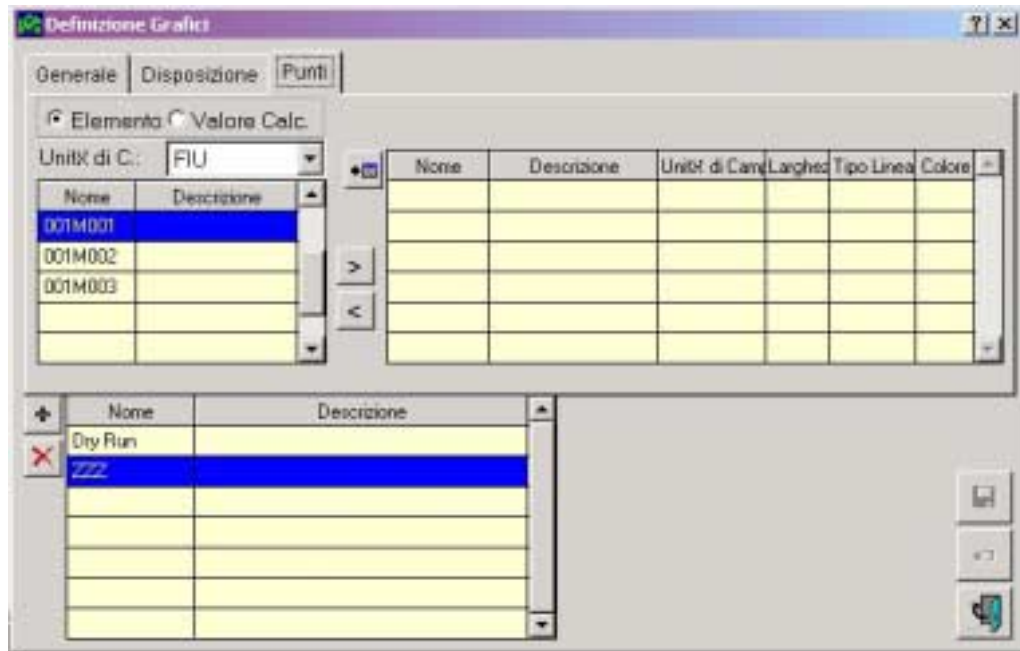 Definizione Grafici
Generale Disposizione Punti
Elemento Valore Calc.
Unitx di C.: FIU
Nome Descrizione
001M001
001M002
001M003
>
<
Nome Descrizione Unitx di Camp Larghez Tipo Linea Colore
Nome Descrizione
Dry Run
ZZZ